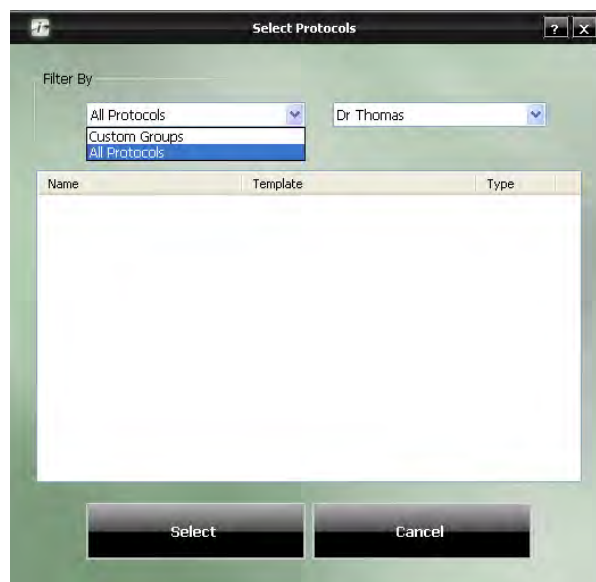 Select Protocols
? X
Filter By
All Protocols Dr Thomas
Custom Groups
All Protocols
Name Template Type
Select Cancel